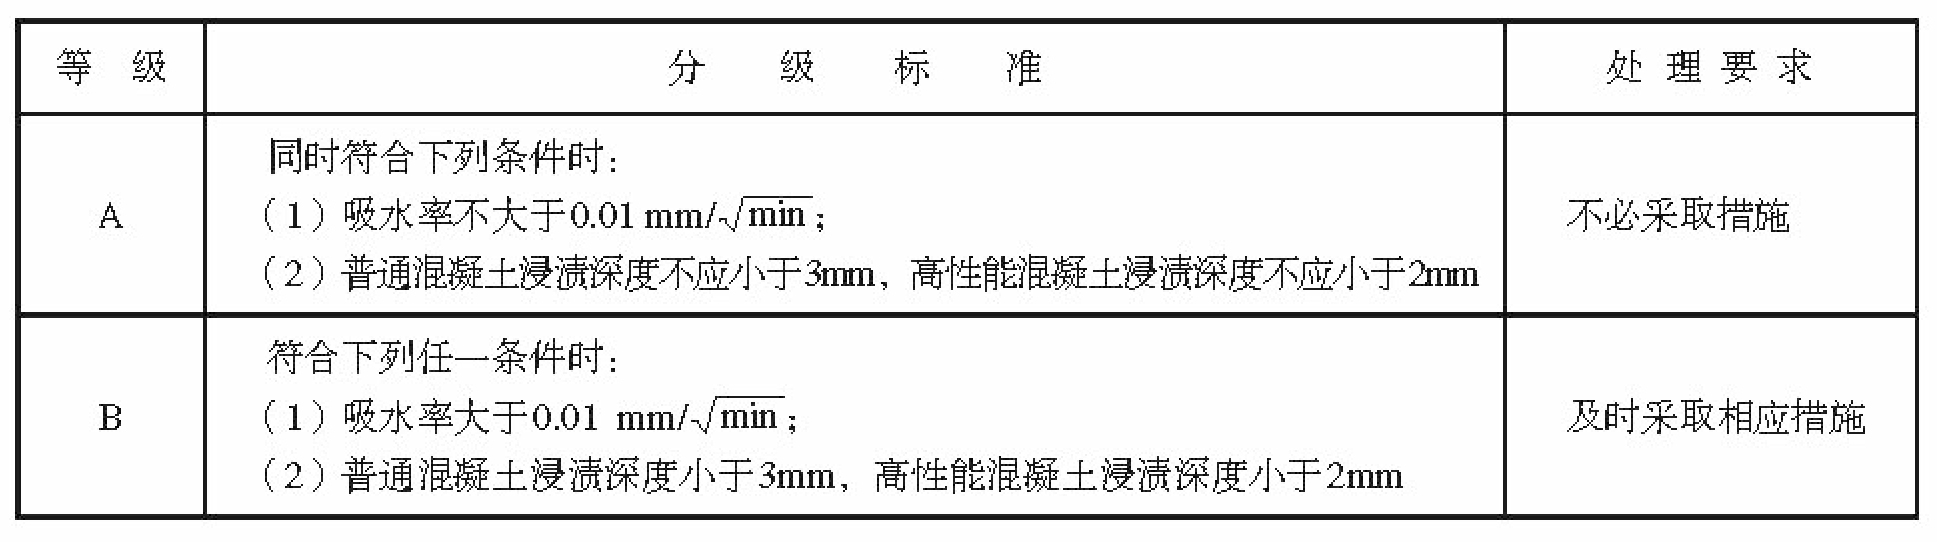 等 级 分 级 标 准 处 理 要 求
同时符合下列条件时：
A （1）吸水率不大于0.01 mm/√min； 不必采取措施
（2）普通混凝土浸渍深度不应小于3mm，高性能混凝土浸渍深度不应小于2mm
符合下列任一条件时：
B （1）吸水率大于0.01 mm/√min； 及时采取相应措施
（2）普通混凝土浸渍深度小于3mm，高性能混凝土浸渍深度小于2mm